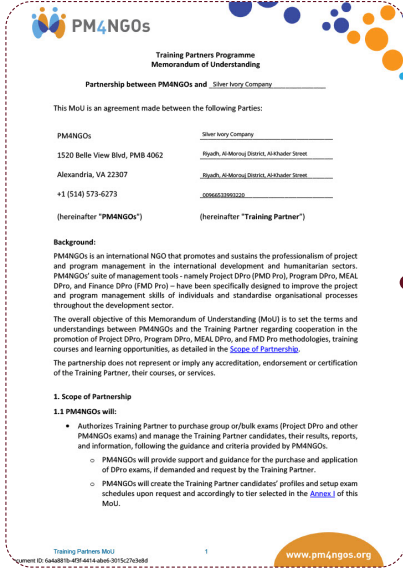 PM4NGOs
Training Partners Programme
Memorandum of Understanding
Partnership between PM4NGOs and Silver Ivory Company
This MoU is an agreement made between the following Parties:
PM4NGOs Silver Ivory Company
1520 Belle View Blvd, PMB 4062 Riyadh, Al-Morouj District, Al-Khader Street
Alexandria, VA 22307 Riyadh, Al-Morouj District, Al-Khader Street
+1 (514) 573-6273 00966533993220
(hereinafter "PM4NGOs") (hereinafter "Training Partner")
Background:
PM4NGOs is an international NGO that promotes and sustains the professionalism of project
and program management in the international development and humanitarian sectors.
PM4NGOs' suite of management tools - namely Project DPro (PMD Pro), Program DPro, MEAL
DPro, and Finance DPro (FMD Pro) – have been specifically designed to improve the project
and program management skills of individuals and standardise organisational processes
throughout the development sector.
The overall objective of this Memorandum of Understanding (MoU) is to set the terms and
understandings between PM4NGOs and the Training Partner regarding cooperation in the
promotion of Project DPro, Program DPro, MEAL DPro, and FMD Pro methodologies, training
courses and learning opportunities, as detailed in the Scope of Partnership.
The partnership does not represent or imply any accreditation, endorsement or certification
of the Training Partner, their courses, or services.
1. Scope of Partnership
1.1 PM4NGOs will:
• Authorizes Training Partner to purchase group or/bulk exams (Project DPro and other
PM4NGOs exams) and manage the Training Partner candidates, their results, reports,
and information, following the guidance and criteria provided by PM4NGOs.
o PM4NGOs will provide support and guidance for the purchase and application
of DPro exams, if demanded and request by the Training Partner.
o PM4NGOs will create the Training Partner candidates' profiles and setup exam
schedules upon request and accordingly to tier selected in the Annex I of this
MoU.
Training Partners MoU 1
www.pm4ngos.org
ocument ID: 6a4a881b-4f3f-4414-abe6-3015c27e3e8d